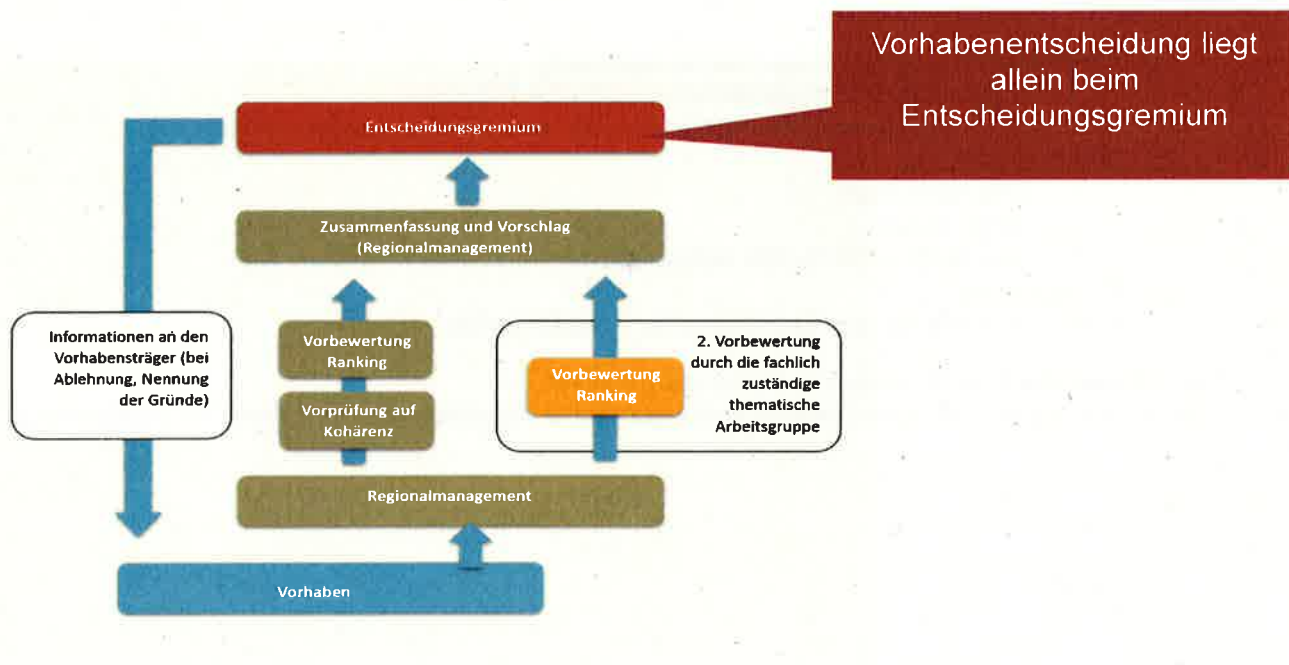 Vorhabenentscheidung liegt
allein beim
Entscheidungsgremium
Entscheidungsgremium
Zusammenfassung und Vorschlag
(Regionalmanagement)
Informationen an den
Vorhabensträger (bei
Ablehnung, Nennung
der Gründe)
Vorbewertung
Ranking
Vorprüfung auf
Kohärenz
Vorbewertung
Ranking
2. Vorbewertung
durch die fachlich
zuständige
thematische
Arbeitsgruppe
Regionalmanagement
Vorhaben